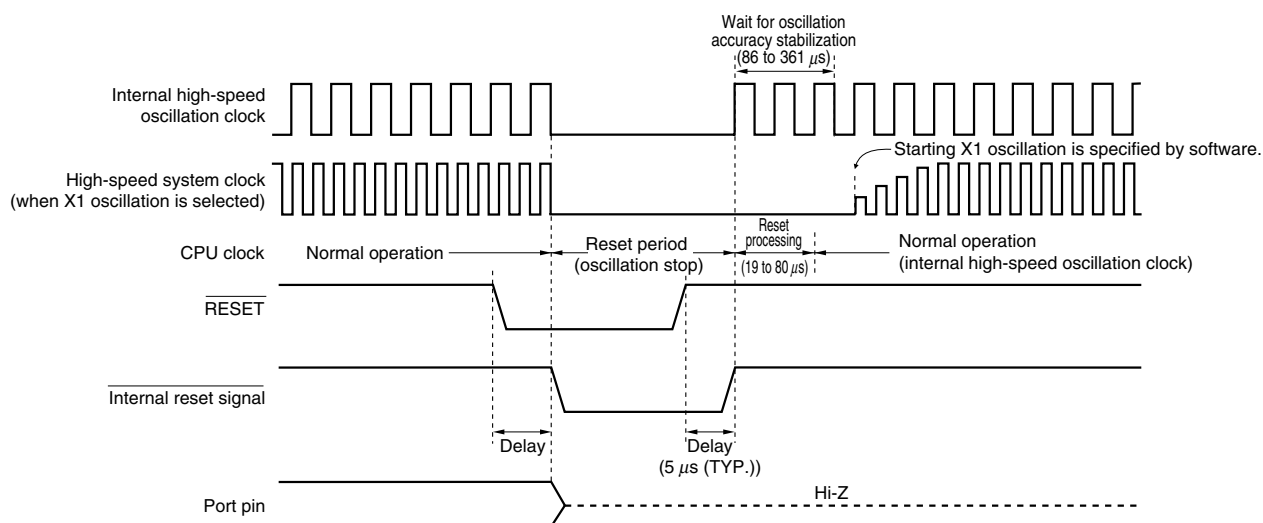 Wait for oscillation
accuracy stabilization
(86 to 361 μs)
Internal high-speed
oscillation clock
Starting X1 oscillation is specified by software.
High-speed system clock
(when X1 oscillation is selected)
CPU clock
Normal operation
Reset period
(oscillation stop)
Reset
processing
(19 to 80 μs)
Normal operation
(internal high-speed oscillation clock)
RESET
Internal reset signal
Delay
Delay
(5 μs (TYP.))
Port pin
Hi-Z